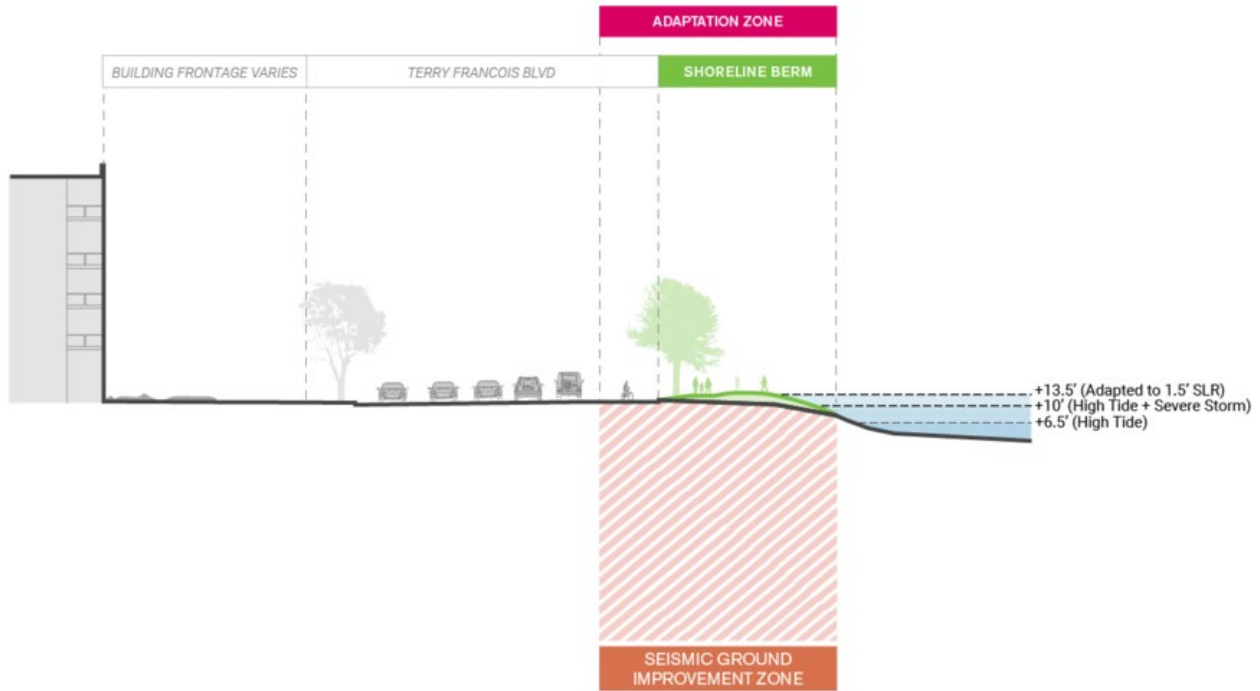 ADAPTATION ZONE
BUILDING FRONTAGE VARIES
TERRY FRANCOIS BLVD
SHORELINE BERM
+13.5' (Adapted to 1.5' SLR)
+10' (High Tide + Severe Storm)
+6.5' (High Tide)
SEISMIC GROUND
IMPROVEMENT ZONE